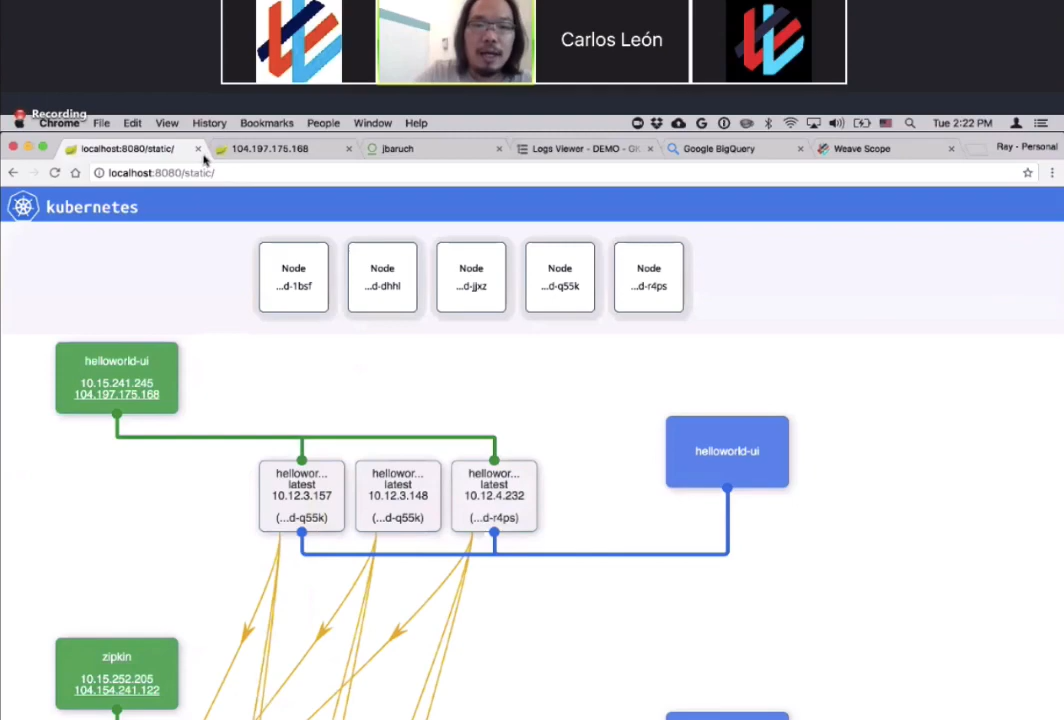 Carlos León
Recording
Chrome File Edit View History Bookmarks People Window Help Tue 2:22 PM
localhost:8080/static/ 104.197.175.168 jbaruch Logs Viewer - DEMO - GK Google BigQuery Weave Scope Ray - Personal
localhost:8080/static/
kubernetes
Node Node Node Node Node
...d-1bsf ...d-dhhl ...d-jjxz ...d-q55k ...d-r4ps
helloworld-ui
10.15.241.245
104.197.175.168
helloworld-ui
hellowor... hellowor... hellowor...
latest latest latest
10.12.3.157 10.12.3.148 10.12.4.232
(...d-q55k) (...d-q55k) (...d-r4ps)
zipkin
10.15.252.205
104.154.241.122